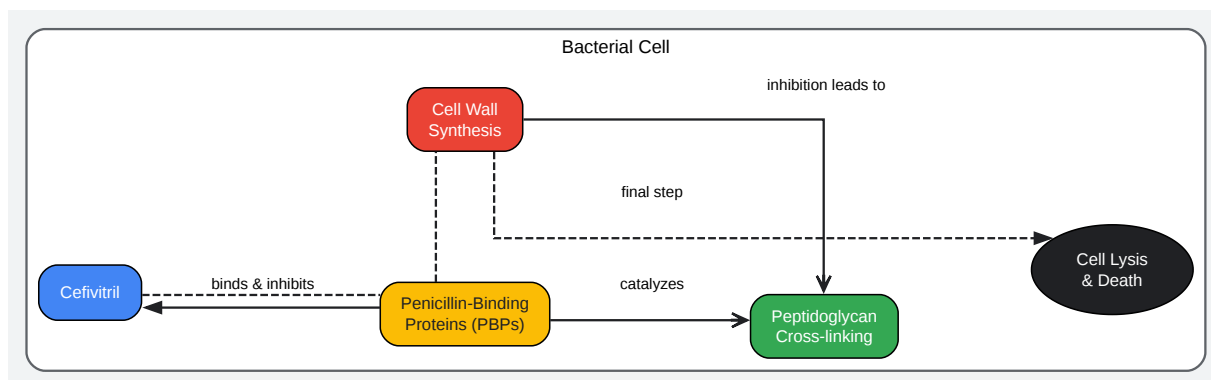 Bacterial Cell
inhibition leads to
Cell Wall
Synthesis
final step
Cell Lysis
& Death
Cefivitril
binds & inhibits
Penicillin-Binding
Proteins (PBPs)
catalyzes
Peptidoglycan
Cross-linking